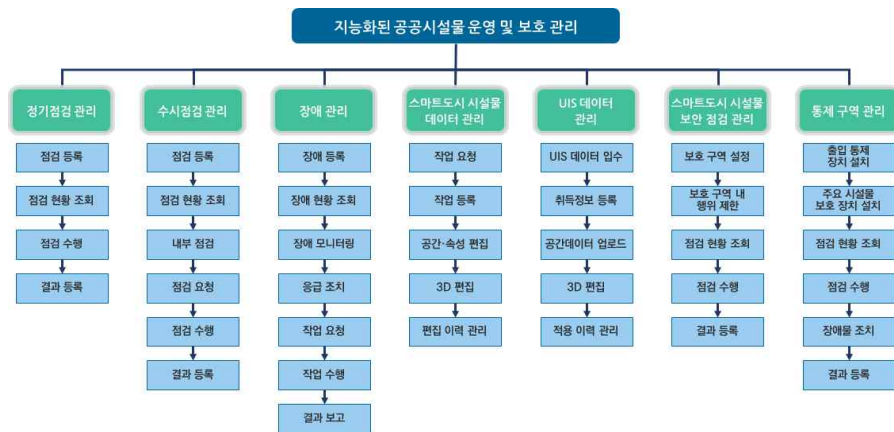 지능화된 공공시설물 운영 및 보호 관리
정기점검 관리
점검 등록
점검 현황 조회
점검 수행
결과 등록
수시점검 관리
점검 등록
점검 현황 조회
내부 점검
점검 요청
점검 수행
결과 등록
장애 관리
장애 등록
장애 현황 조회
장애 모니터링
응급 조치
작업 요청
작업 수행
결과 보고
스마트도시 시설물
데이터 관리
작업 요청
작업 등록
공간·속성 편집
3D 편집
편집 이력 관리
UIS 데이터
관리
UIS 데이터 입수
취득정보 등록
공간데이터 업로드
3D 편집
적용 이력 관리
스마트도시 시설물
보안 점검 관리
보호 구역 설정
보호 구역 내
행위 제한
점검 현황 조회
점검 수행
결과 등록
통제 구역 관리
출입 통제
장치 설치
주요 시설물
보호 장치 설치
점검 현황 조회
점검 수행
장애물 조치
결과 등록